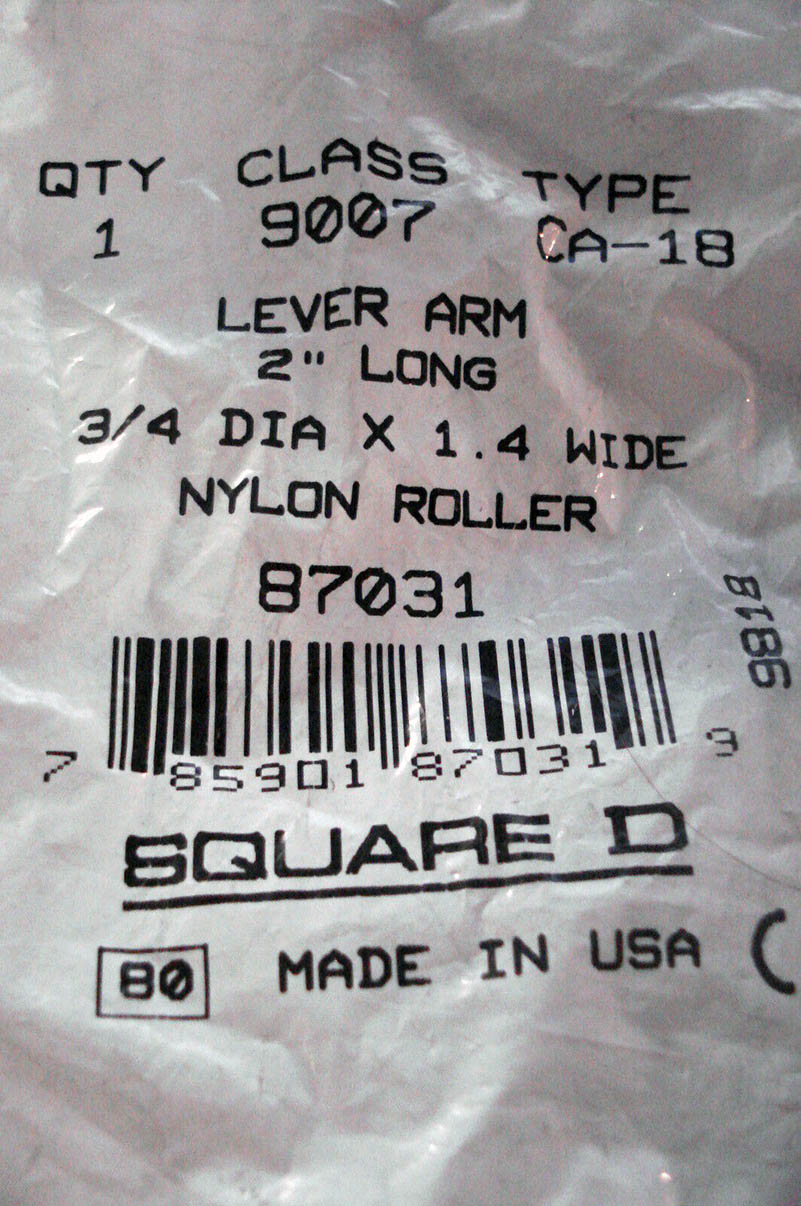 QTY CLASS TYPE
1 9007 CA-18
LEVER ARM
2" LONG
3/4 DIA X 1.4 WIDE
NYLON ROLLER
87031
9818
7 85901 87031 3
SQUARE D
80 MADE IN USA